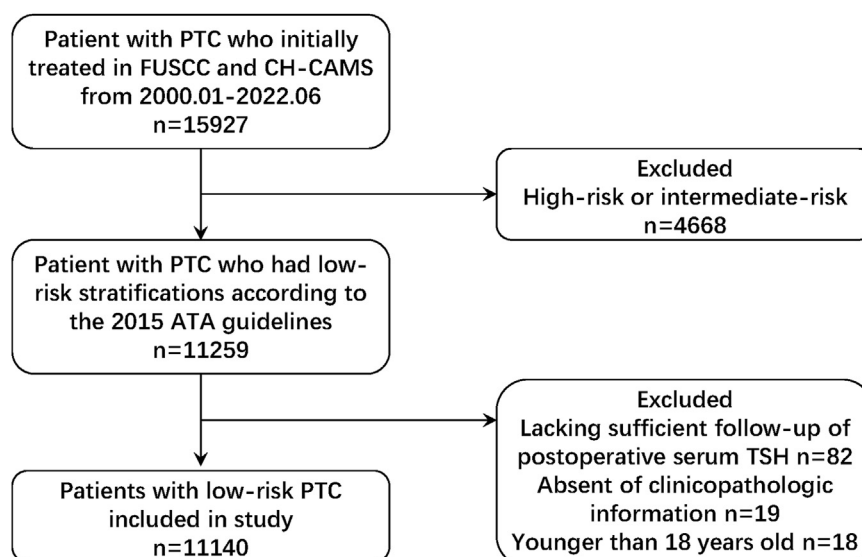 Patient with PTC who initially
treated in FUSCC and CH-CAMS
from 2000.01-2022.06
n=15927
Excluded
High-risk or intermediate-risk
n=4668
Patient with PTC who had low-
risk stratifications according to
the 2015 ATA guidelines
n=11259
Excluded
Lacking sufficient follow-up of
postoperative serum TSH n=82
Absent of clinicopathologic
information n=19
Younger than 18 years old n=18
Patients with low-risk PTC
included in study
n=11140